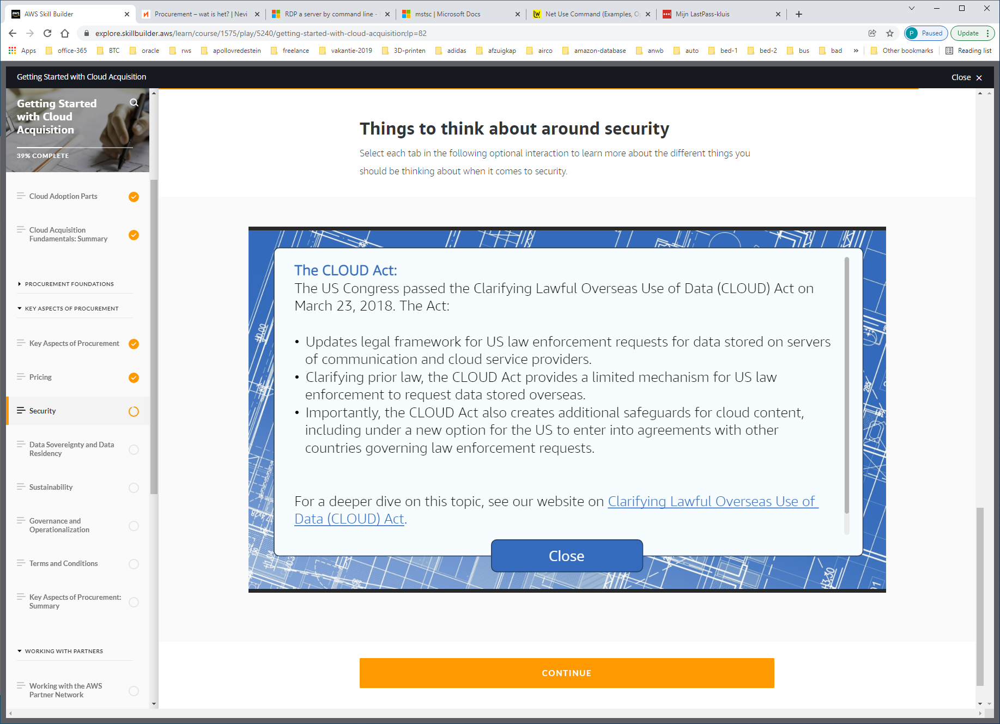 AWS Skill Builder
Procurement – wat is het? | Nevi
RDP a server by command line -
mstsc | Microsoft Docs
Net Use Command (Examples, O
Mijn LastPass-kluis
explore.skillbuilder.aws/learn/course/1575/play/5240/getting-started-with-cloud-acquisition;lp=82
P Paused
Update
Apps
office-365
BTC
oracle
rws
apollovredestein
freelance
vakantie-2019
3D-printen
adidas
afzuigkap
airco
amazon-database
anwb
auto
bed-1
bed-2
bus
bad
»
Other bookmarks
Reading list
Getting Started with Cloud Acquisition
Close
Getting Started
with Cloud
Acquisition
39% COMPLETE
Cloud Adoption Parts
Cloud Acquisition
Fundamentals: Summary
PROCUREMENT FOUNDATIONS
KEY ASPECTS OF PROCUREMENT
Key Aspects of Procurement
Pricing
Security
Data Sovereignty and Data
Residency
Sustainability
Governance and
Operationalization
Terms and Conditions
Key Aspects of Procurement:
Summary
WORKING WITH PARTNERS
Working with the AWS
Partner Network
Things to think about around security
Select each tab in the following optional interaction to learn more about the different things you
should be thinking about when it comes to security.
The CLOUD Act:
The US Congress passed the Clarifying Lawful Overseas Use of Data (CLOUD) Act on
March 23, 2018. The Act:
• Updates legal framework for US law enforcement requests for data stored on servers
of communication and cloud service providers.
• Clarifying prior law, the CLOUD Act provides a limited mechanism for US law
enforcement to request data stored overseas.
• Importantly, the CLOUD Act also creates additional safeguards for cloud content,
including under a new option for the US to enter into agreements with other
countries governing law enforcement requests.
For a deeper dive on this topic, see our website on Clarifying Lawful Overseas Use of
Data (CLOUD) Act.
Close
CONTINUE